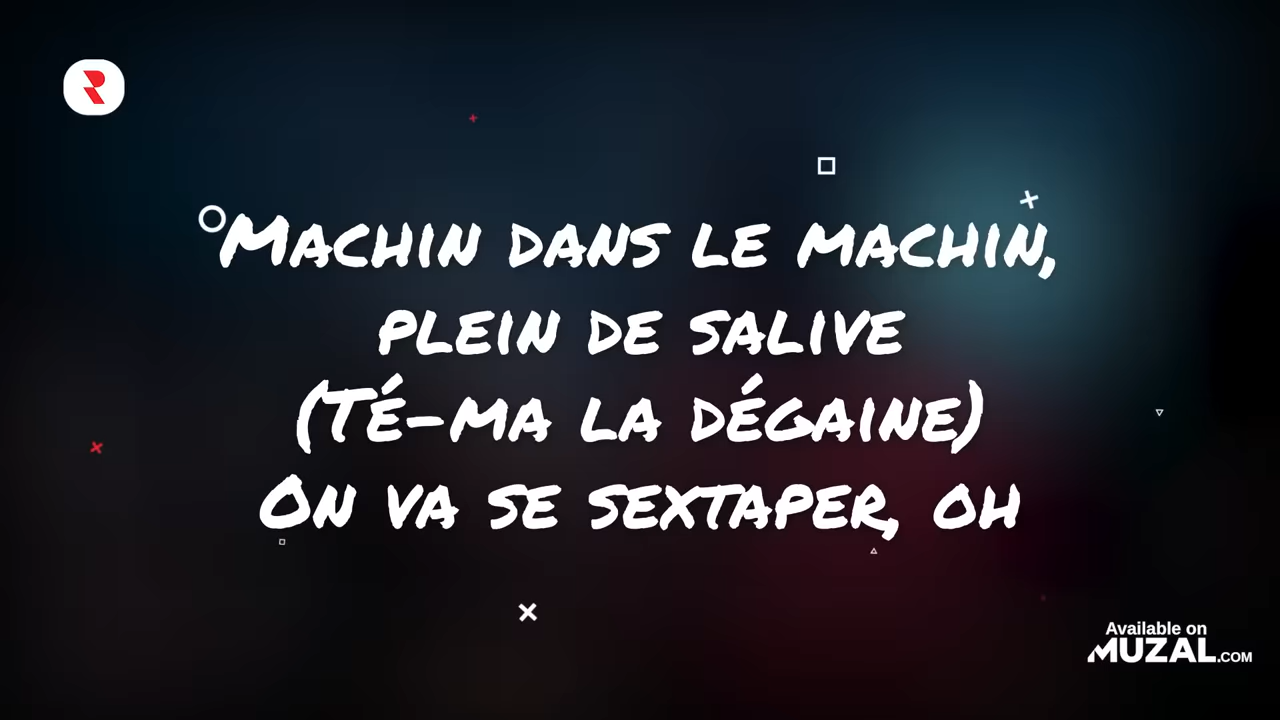 Machin dans le machin,
plein de salive
(Té-ma la dégaine)
On va se sextaper, oh
Available on
MUZAL.COM